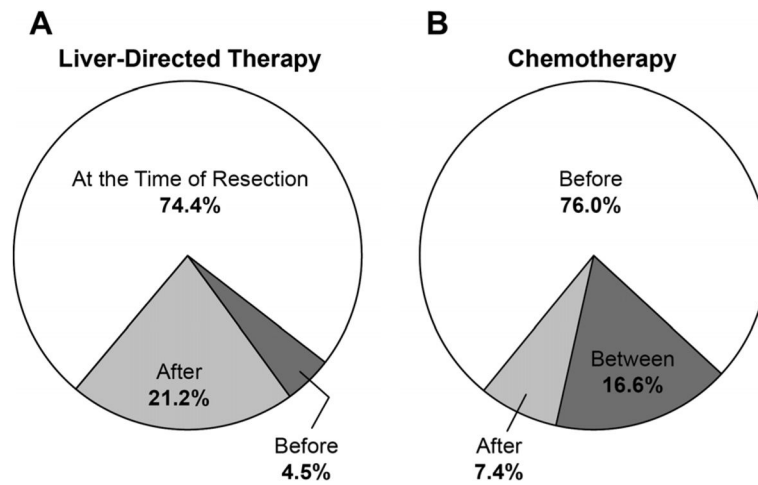 A
Liver-Directed Therapy
At the Time of Resection
74.4%
After
21.2%
Before
4.5%
B
Chemotherapy
Before
76.0%
Between
16.6%
After
7.4%